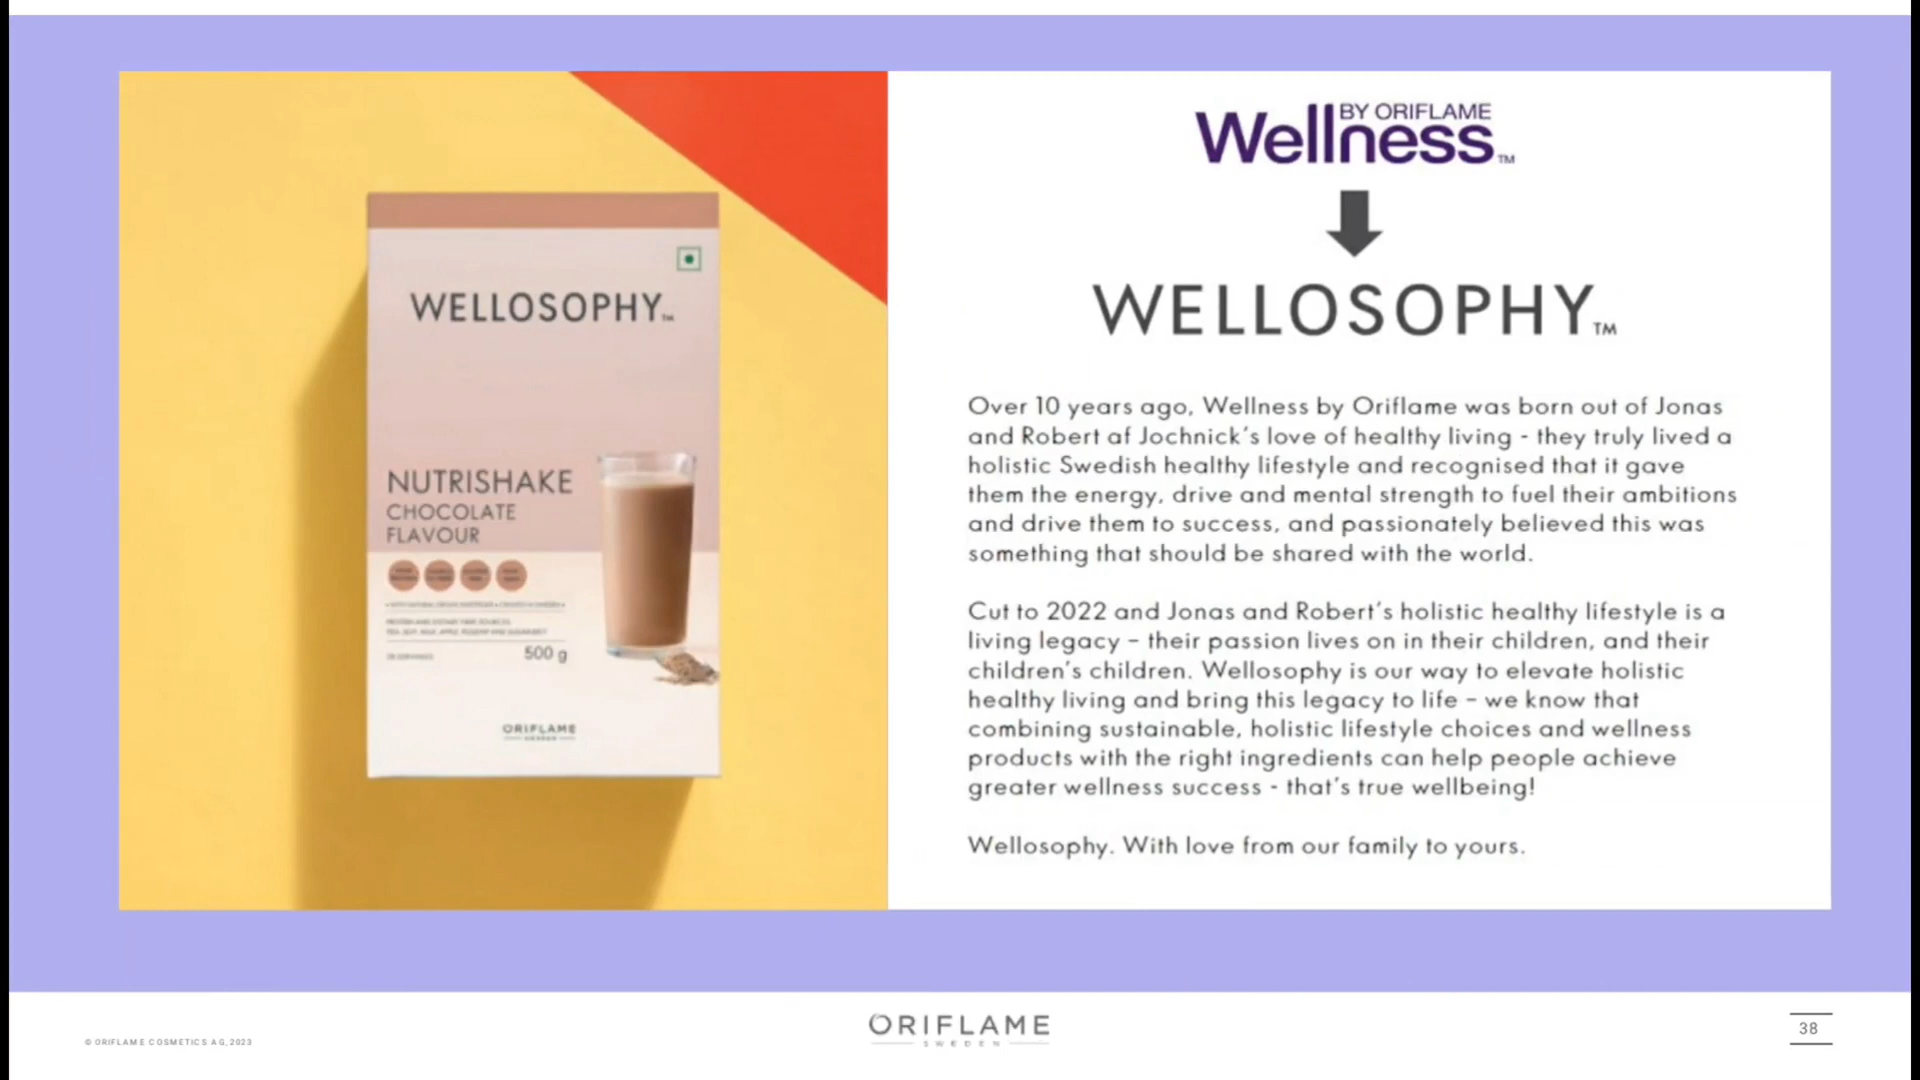 WELLOSOPHY™
NUTRISHAKE
CHOCOLATE
FLAVOUR
500 g
ORIFLAME
SWEDEN
Wellness BY ORIFLAME™
WELLOSOPHY™
Over 10 years ago, Wellness by Oriflame was born out of Jonas
and Robert af Jochnick's love of healthy living - they truly lived a
holistic Swedish healthy lifestyle and recognised that it gave
them the energy, drive and mental strength to fuel their ambitions
and drive them to success, and passionately believed this was
something that should be shared with the world.
Cut to 2022 and Jonas and Robert's holistic healthy lifestyle is a
living legacy – their passion lives on in their children, and their
children's children. Wellosophy is our way to elevate holistic
healthy living and bring this legacy to life – we know that
combining sustainable, holistic lifestyle choices and wellness
products with the right ingredients can help people achieve
greater wellness success - that's true wellbeing!
Wellosophy. With love from our family to yours.
© ORIFLAME COSMETICS AG, 2023
ORIFLAME
SWEDEN
38